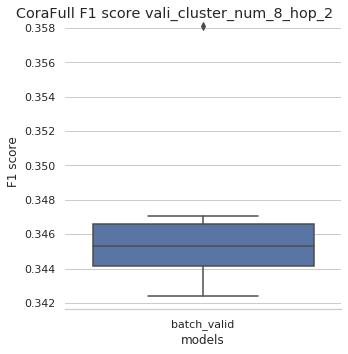 CoraFull F1 score vali_cluster_num_8_hop_2
0.358
0.356
0.354
0.352
0.350
0.348
0.346
0.344
0.342
F1 score
batch_valid
models